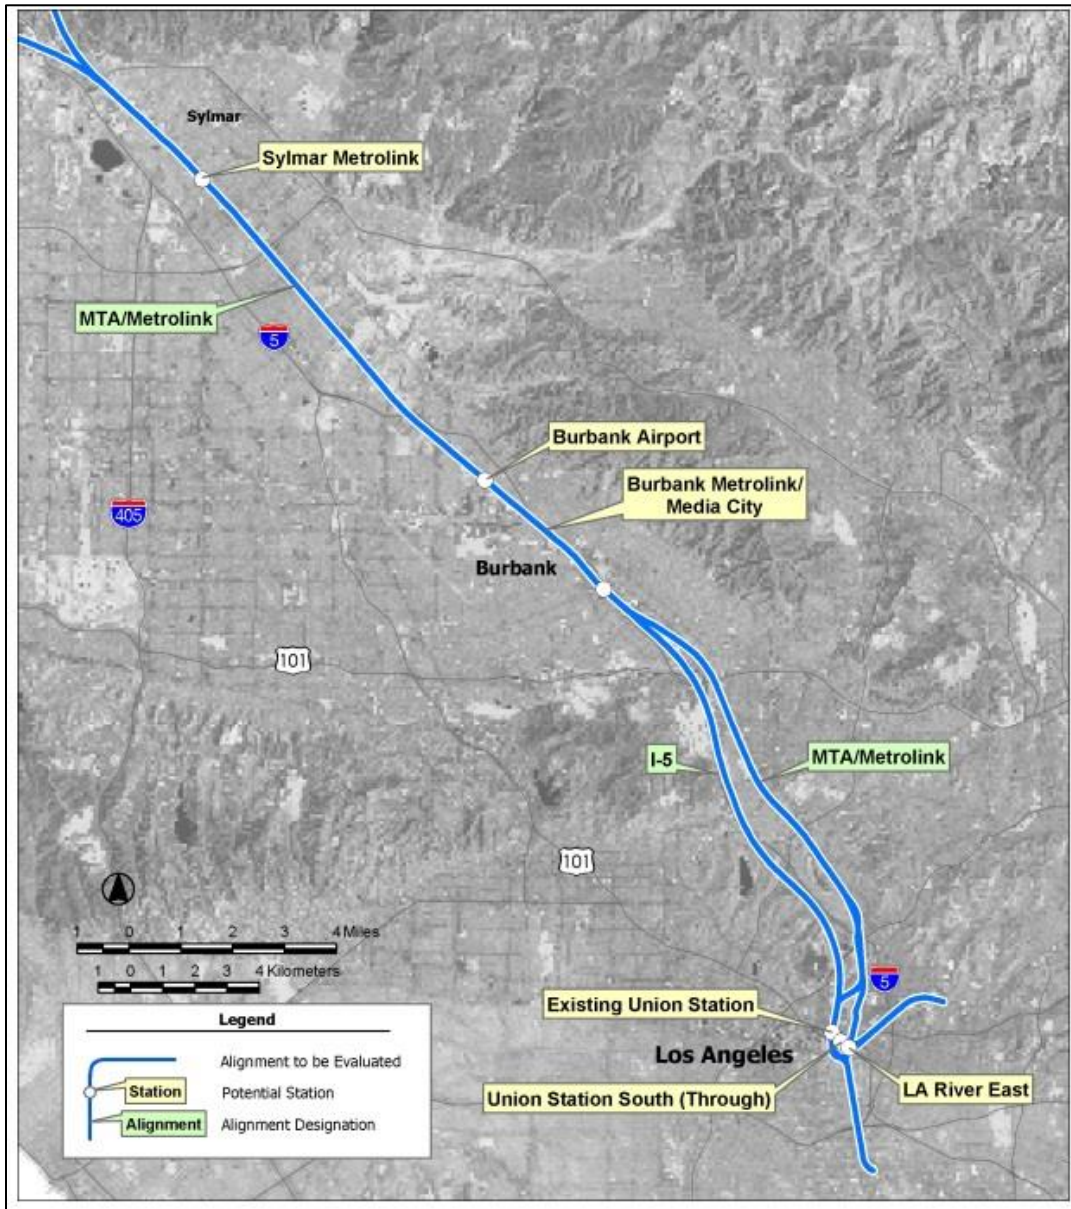 Sylmar
Sylmar Metrolink
MTA/Metrolink
5
Burbank Airport
Burbank Metrolink/
Media City
405
Burbank
101
I-5
MTA/Metrolink
101
1 0 1 2 3 4 Miles
1 0 1 2 3 4 Kilometers
5
Existing Union Station
Los Angeles
Union Station South (Through)
LA River East
Legend
Alignment to be Evaluated
Station
Potential Station
Alignment
Alignment Designation